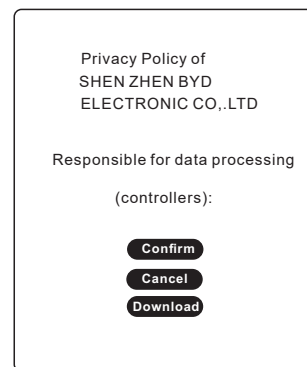 Privacy Policy of
SHEN ZHEN BYD
ELECTRONIC CO,.LTD
Responsible for data processing
(controllers):
Confirm
Cancel
Download